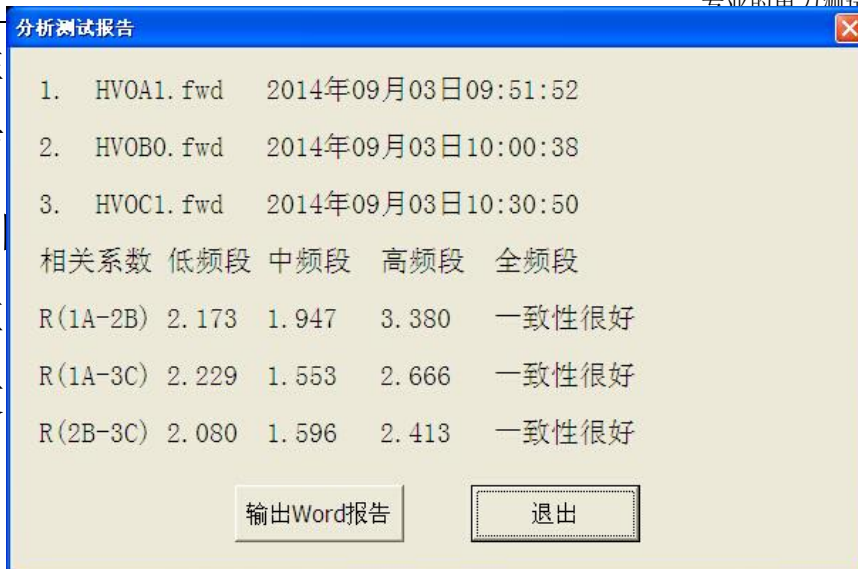 分析测试报告
1. HVOA1.fwd 2014年09月03日09:51:52
2. HVOB0.fwd 2014年09月03日10:00:38
3. HVOC1.fwd 2014年09月03日10:30:50
相关系数 低频段 中频段 高频段 全频段
R(1A-2B) 2.173 1.947 3.380 一致性很好
R(1A-3C) 2.229 1.553 2.666 一致性很好
R(2B-3C) 2.080 1.596 2.413 一致性很好
输出Word报告 退出